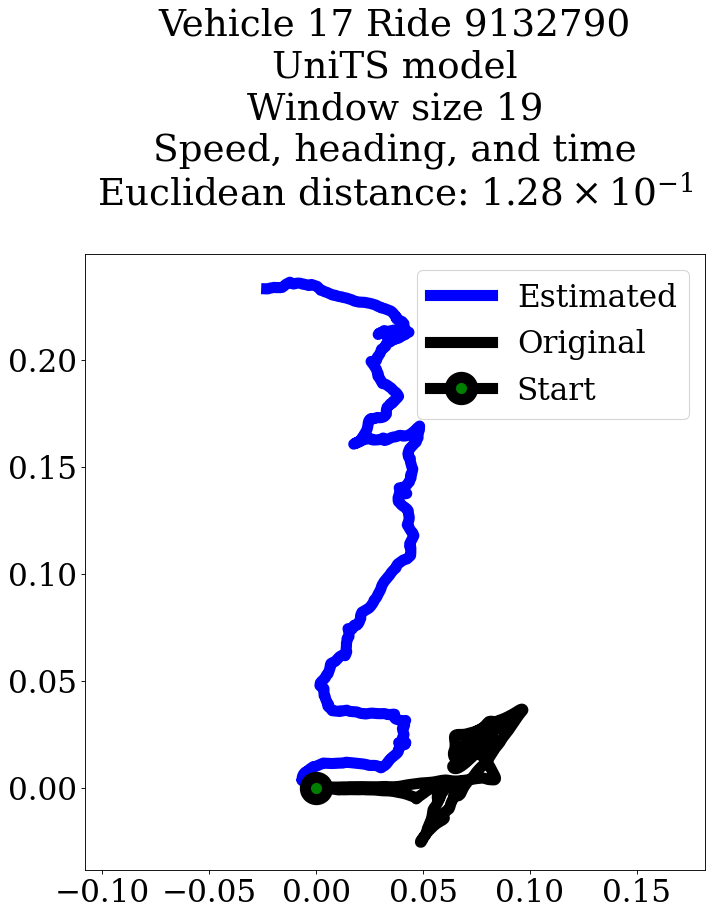 Vehicle 17 Ride 9132790
UniTS model
Window size 19
Speed, heading, and time
Euclidean distance: 1.28 × 10⁻¹
Estimated
Original
Start
0.20
0.15
0.10
0.05
0.00
−0.10 −0.05 0.00 0.05 0.10 0.15